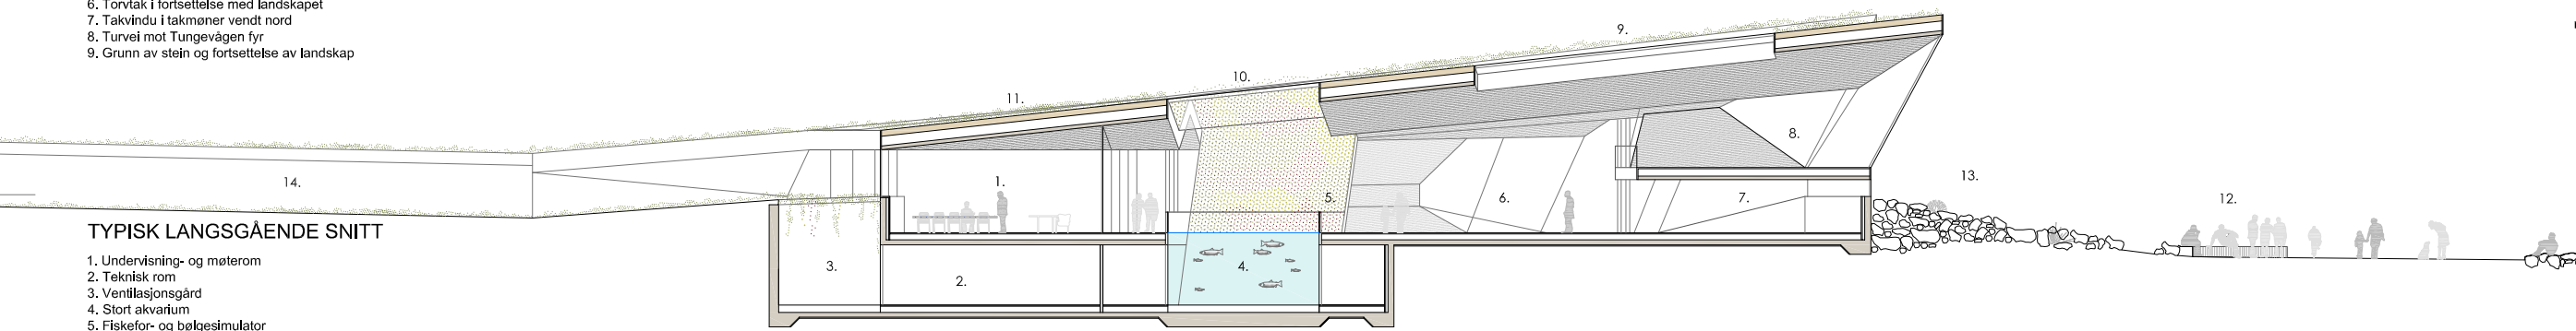 6. Torvtak i fortsettelse med landskapet
7. Takvindu i takmøner vendt nord
8. Turvei mot Tungevågen fyr
9. Grunn av stein og fortsettelse av landskap
9.
10.
11.
8.
13.
14.
1.
5.
6.
7.
12.
3.
2.
4.
TYPISK LANGSGÅENDE SNITT
1. Undervisning- og møterom
2. Teknisk rom
3. Ventilasjonsgård
4. Stort akvarium
5. Fiskefor- og bølgesimulator